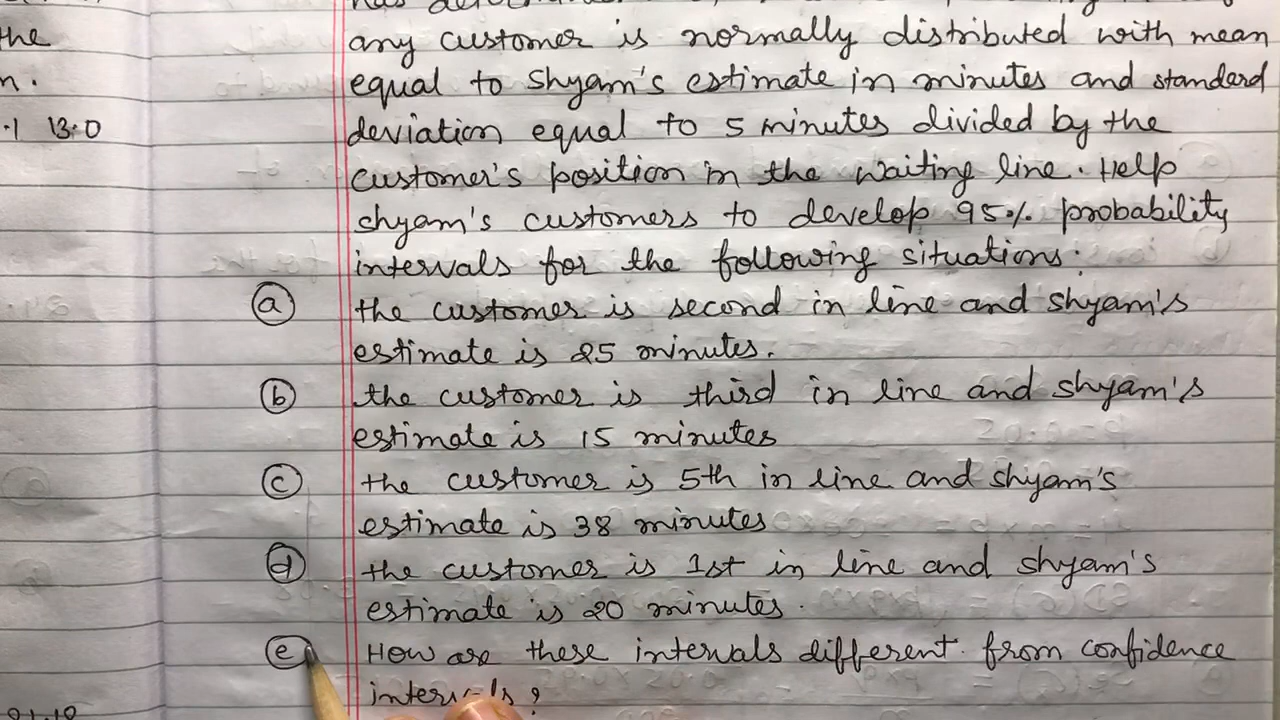 the
n.
.1 13.0
any customer is normally distributed with mean
equal to Shyam's estimate in minutes and standard
deviation equal to 5 minutes divided by the
customer's position in the waiting line. Help
shyam's customers to develop 95% probability
intervals for the following situations:
(a) the customer is second in line and shyam's
estimate is 25 minutes.
(b) the customer is third in line and shyam's
estimate is 15 minutes
(c) the customer is 5th in line and shyam's
estimate is 38 minutes
(d) the customer is 1st in line and shyam's
estimate is 20 minutes.
(e) How are these intervals different from confidence
intervals?